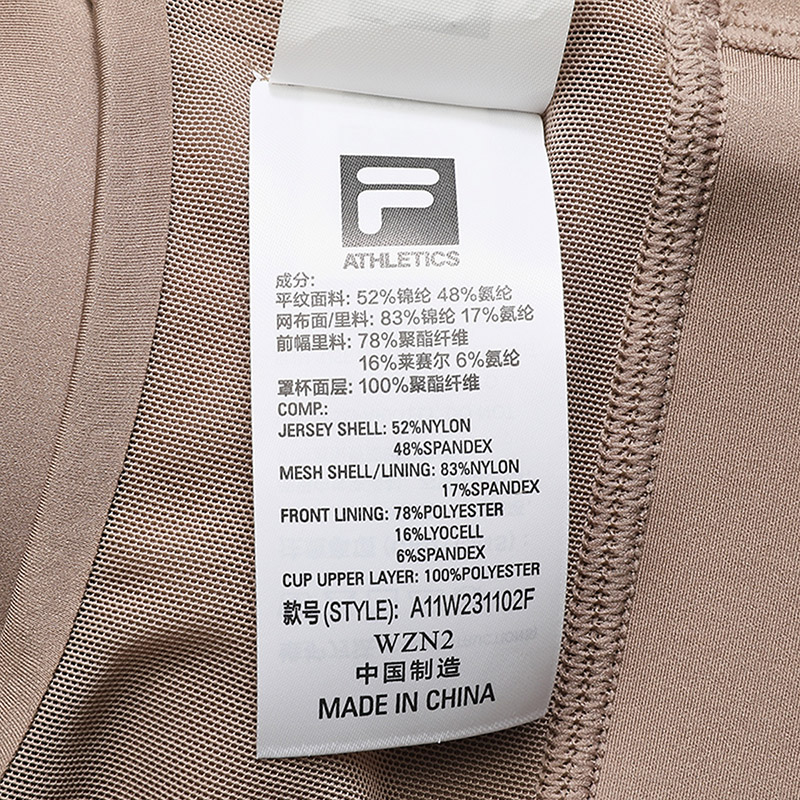 F
ATHLETICS
成分:
平纹面料: 52%锦纶 48%氨纶
网布面/里料: 83%锦纶 17%氨纶
前幅里料: 78%聚酯纤维
16%莱赛尔 6%氨纶
罩杯面层: 100%聚酯纤维
COMP.:
JERSEY SHELL: 52%NYLON
48%SPANDEX
MESH SHELL/LINING: 83%NYLON
17%SPANDEX
FRONT LINING: 78%POLYESTER
16%LYOCELL
6%SPANDEX
CUP UPPER LAYER: 100%POLYESTER
款号(STYLE): A11W231102F
WZN2
中国制造
MADE IN CHINA